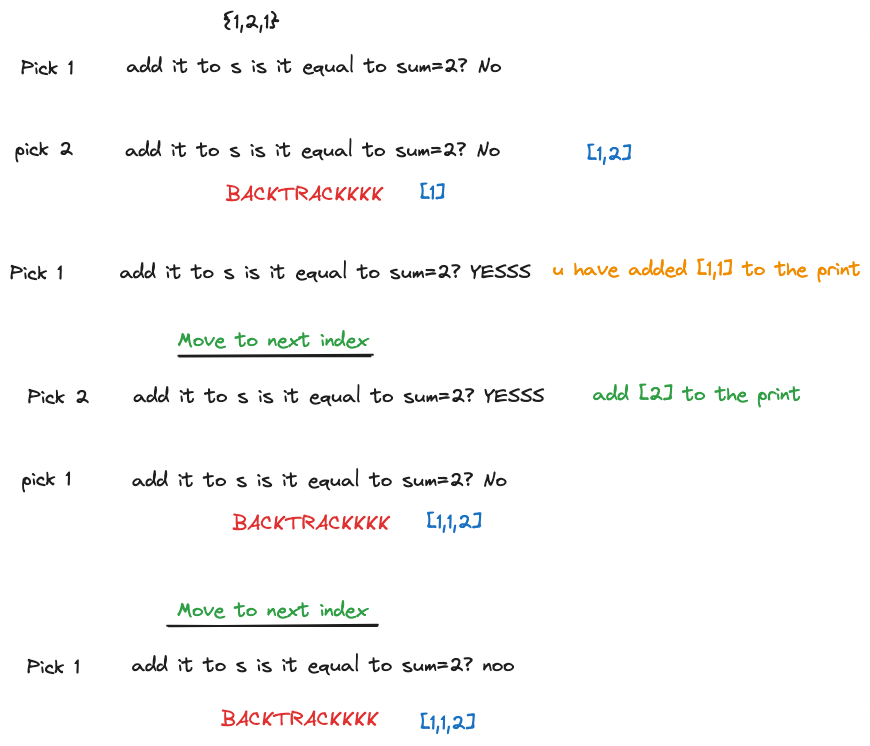 {1,2,1}
Pick 1 add it to s is it equal to sum=2? No
pick 2 add it to s is it equal to sum=2? No [1,2]
BACKTRACKKKK [1]
Pick 1 add it to s is it equal to sum=2? YESSS u have added [1,1] to the print
Move to next index
Pick 2 add it to s is it equal to sum=2? YESSS add [2] to the print
pick 1 add it to s is it equal to sum=2? No
BACKTRACKKKK [1,1,2]
Move to next index
Pick 1 add it to s is it equal to sum=2? noo
BACKTRACKKKK [1,1,2]